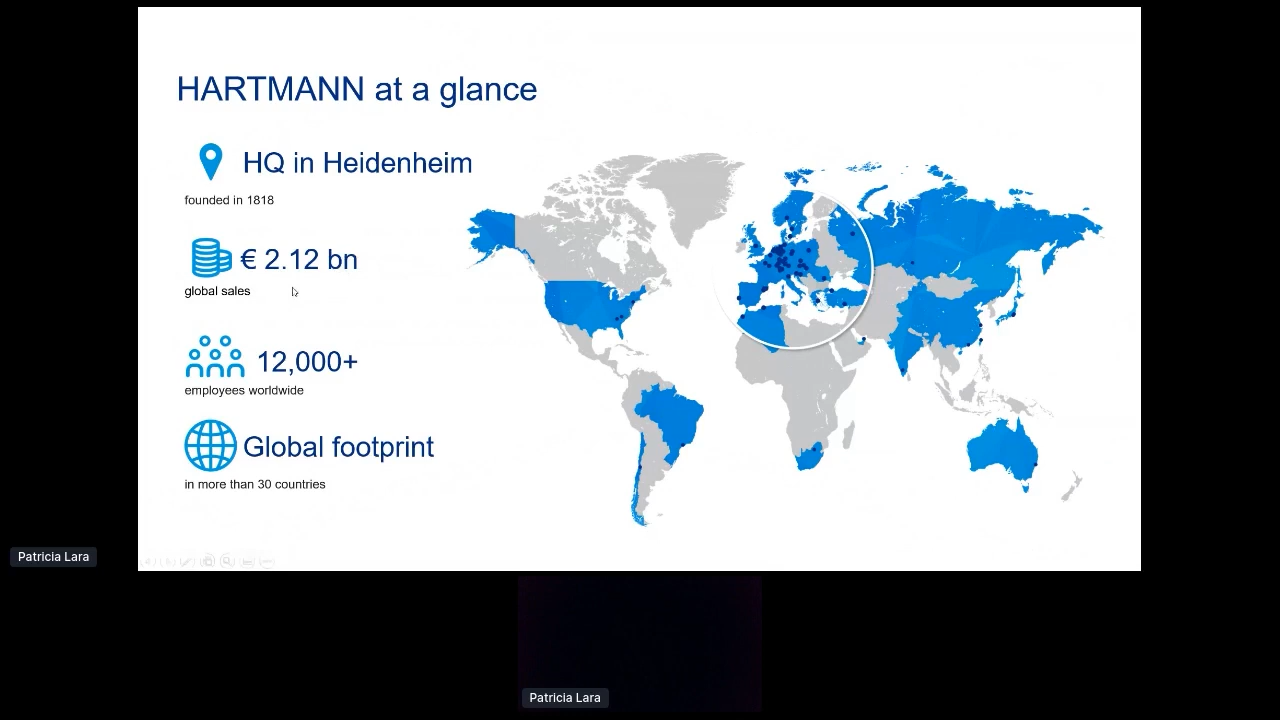 HARTMANN at a glance
HQ in Heidenheim
founded in 1818
€ 2.12 bn
global sales
12,000+
employees worldwide
Global footprint
in more than 30 countries
Patricia Lara
Patricia Lara